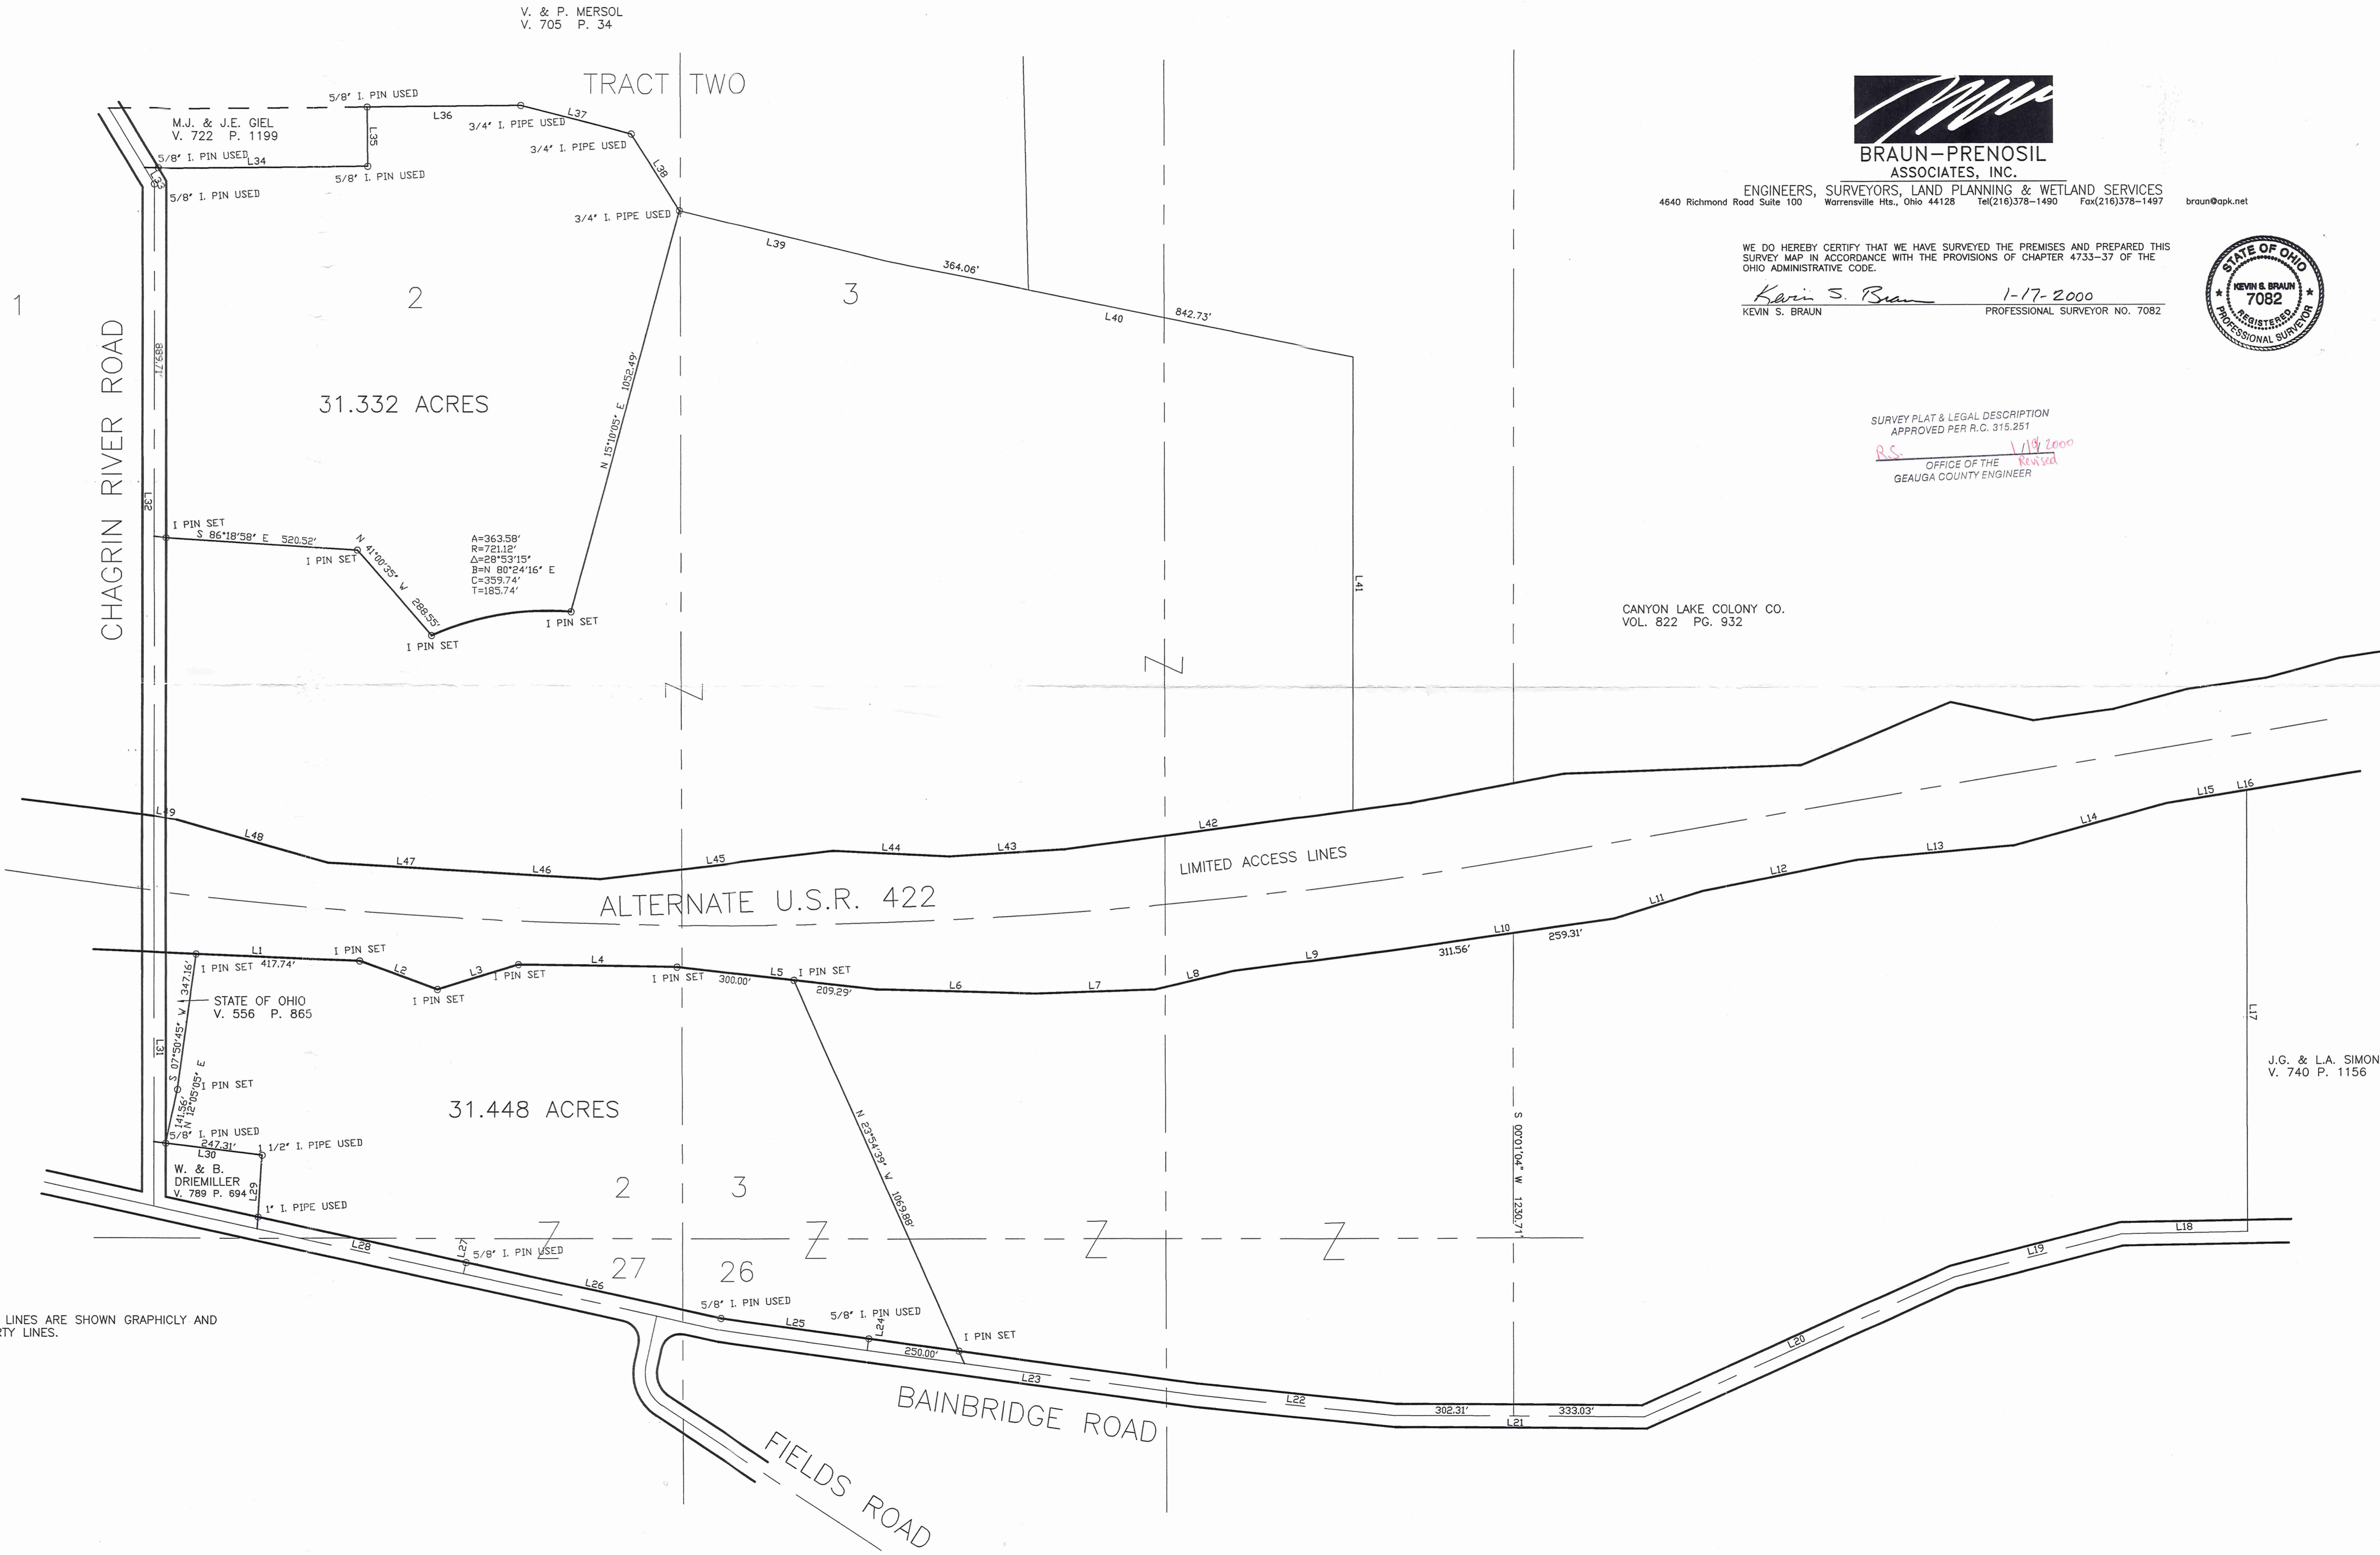 V. & P. MERSOL
V. 705 P. 34
TRACT TWO
5/8" I. PIN USED
M.J. & J.E. GIEL
V. 722 P. 1199
L36
L37
3/4" I. PIPE USED
L35
5/8" I. PIN USED
L34
3/4" I. PIPE USED
L38
L33
5/8" I. PIN USED
5/8" I. PIN USED
3/4" I. PIPE USED
L39
364.06'
L40
842.73'
1
2
3
CHAGRIN RIVER ROAD
889.71'
31.332 ACRES
N 15°10'05" E 1052.49'
L32
I PIN SET
S 86°18'58" E 520.52'
I PIN SET
N 41°00'35" W 288.55'
A=363.58'
R=721.12'
Δ=28°53'15"
B=N 80°24'16" E
C=359.74'
T=185.74'
I PIN SET
I PIN SET
L41
BRAUN-PRENOSIL
ASSOCIATES, INC.
ENGINEERS, SURVEYORS, LAND PLANNING & WETLAND SERVICES
4640 Richmond Road Suite 100 Warrensville Hts., Ohio 44128 Tel(216)378-1490 Fax(216)378-1497 braun@apk.net
WE DO HEREBY CERTIFY THAT WE HAVE SURVEYED THE PREMISES AND PREPARED THIS
SURVEY MAP IN ACCORDANCE WITH THE PROVISIONS OF CHAPTER 4733-37 OF THE
OHIO ADMINISTRATIVE CODE.
Kevin S. Braun 1-17-2000
KEVIN S. BRAUN PROFESSIONAL SURVEYOR NO. 7082
STATE OF OHIO
KEVIN S. BRAUN
7082
REGISTERED
PROFESSIONAL SURVEYOR
SURVEY PLAT & LEGAL DESCRIPTION
APPROVED PER R.C. 315.251
R.S. 1/19/2000
Revised
OFFICE OF THE
GEAUGA COUNTY ENGINEER
CANYON LAKE COLONY CO.
VOL. 822 PG. 932
L49
L48
L47
L46
L45
L44
L43
L42
LIMITED ACCESS LINES
ALTERNATE U.S.R. 422
L1
I PIN SET 417.74'
I PIN SET
L2
I PIN SET
L3
I PIN SET
L4
I PIN SET
300.00'
L5
I PIN SET
209.29'
L6
L7
L8
L9
311.56'
L10
259.31'
L11
L12
L13
L14
L15
L16
L17
STATE OF OHIO
V. 556 P. 865
S 07°50'45" W 347.16'
L31
I PIN SET
141.56'
N 12°05'05" E
5/8" I. PIN USED
247.31'
L30
1 1/2" I. PIPE USED
W. & B.
DRIEMILLER
V. 789 P. 694
L29
1" I. PIPE USED
31.448 ACRES
N 23°54'39" W 1069.88'
S 00°01'04" W 1230.71'
J.G. & L.A. SIMON
V. 740 P. 1156
2
3
27
26
L28
L27
5/8" I. PIN USED
L26
5/8" I. PIN USED
L25
5/8" I. PIN USED
L24
I PIN SET
250.00'
L23
L22
302.31'
L21
333.03'
L20
L19
L18
BAINBRIDGE ROAD
FIELDS ROAD
LINES ARE SHOWN GRAPHICLY AND
RTY LINES.